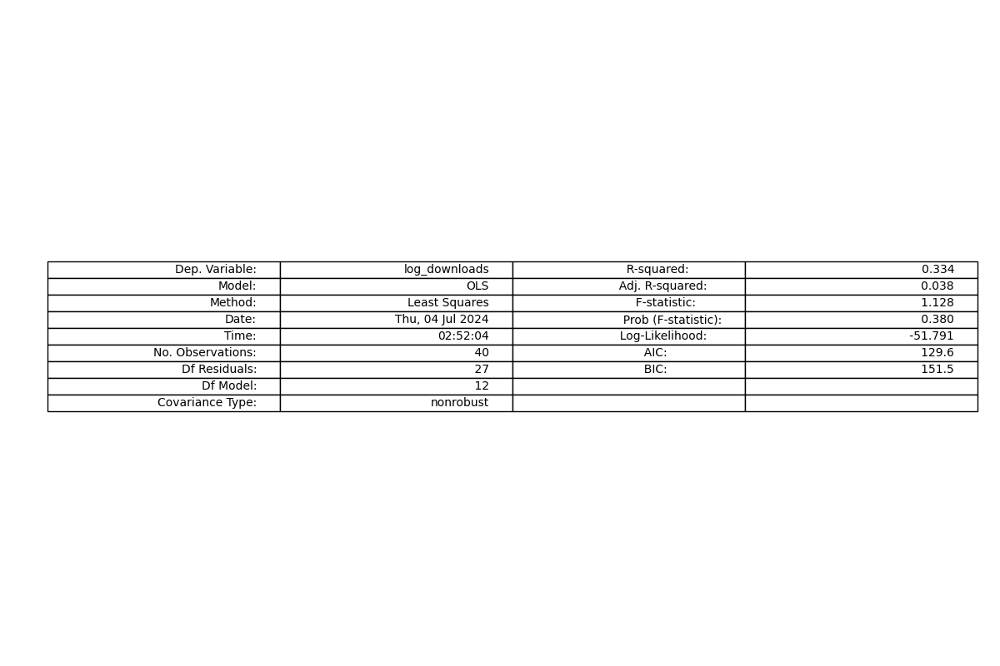 Dep. Variable: log_downloads R-squared: 0.334
Model: OLS Adj. R-squared: 0.038
Method: Least Squares F-statistic: 1.128
Date: Thu, 04 Jul 2024 Prob (F-statistic): 0.380
Time: 02:52:04 Log-Likelihood: -51.791
No. Observations: 40 AIC: 129.6
Df Residuals: 27 BIC: 151.5
Df Model: 12
Covariance Type: nonrobust